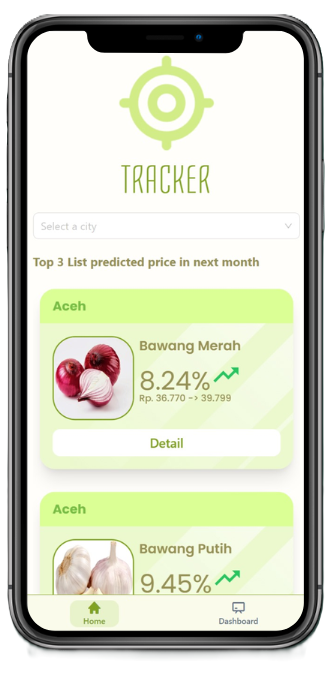 TRACKER
Select a city
Top 3 List predicted price in next month
Aceh
Bawang Merah
8.24%
Rp. 36.770 -> 39.799
Detail
Aceh
Bawang Putih
9.45%
Home
Dashboard